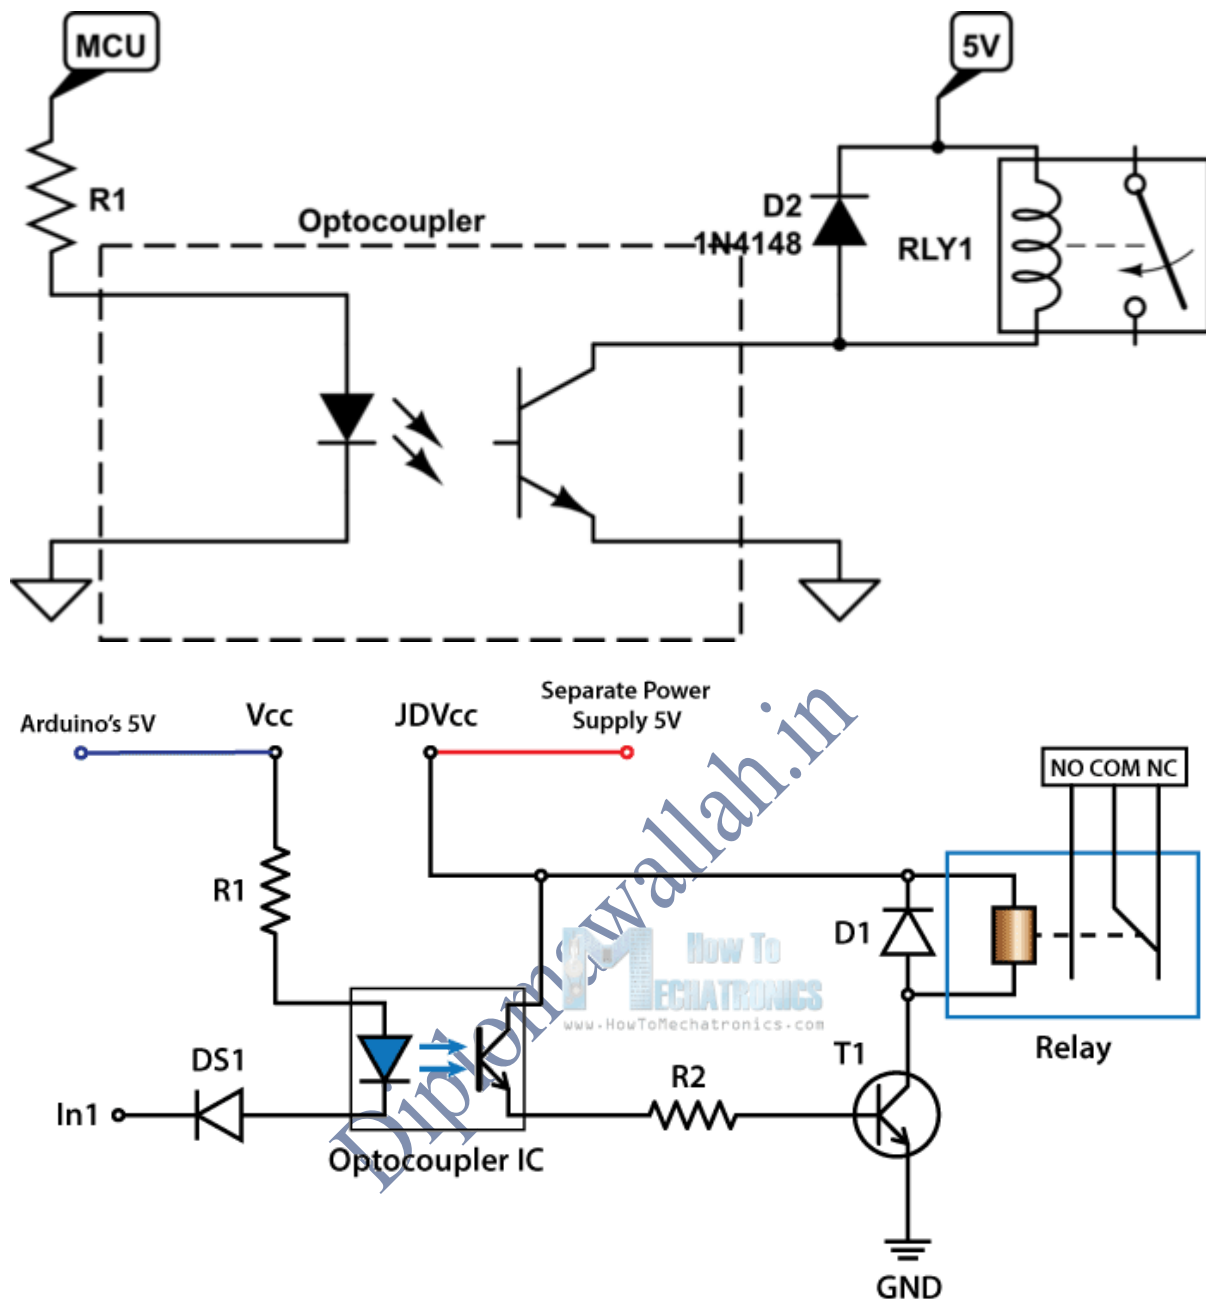 MCU
5V
R1
Optocoupler
D2
1N4148
RLY1
Separate Power
Supply 5V
Arduino's 5V
Vcc
JDVcc
NO COM NC
R1
D1
How To
MECHATRONICS
www.HowToMechatronics.com
Relay
T1
DS1
R2
In1
Optocoupler IC
GND
Diplomawallah.in